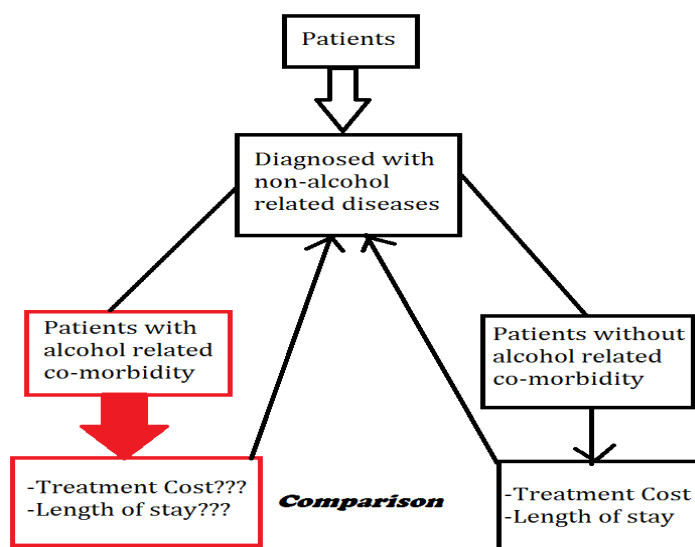 Patients
Diagnosed with
non-alcohol
related diseases
Patients with
alcohol related
co-morbidity
Patients without
alcohol related
co-morbidity
-Treatment Cost???
-Length of stay???
Comparison
-Treatment Cost
-Length of stay